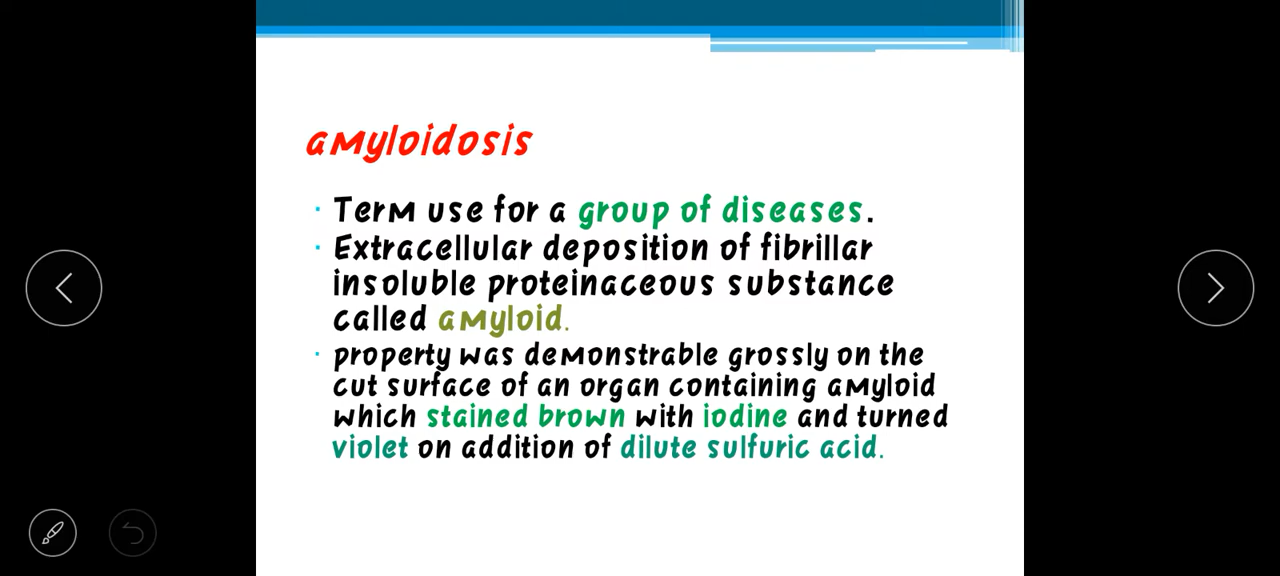 amyloidosis
· Term use for a group of diseases.
· Extracellular deposition of fibrillar
insoluble proteinaceous substance
called amyloid.
· property was demonstrable grossly on the
cut surface of an organ containing amyloid
which stained brown with iodine and turned
violet on addition of dilute sulfuric acid.